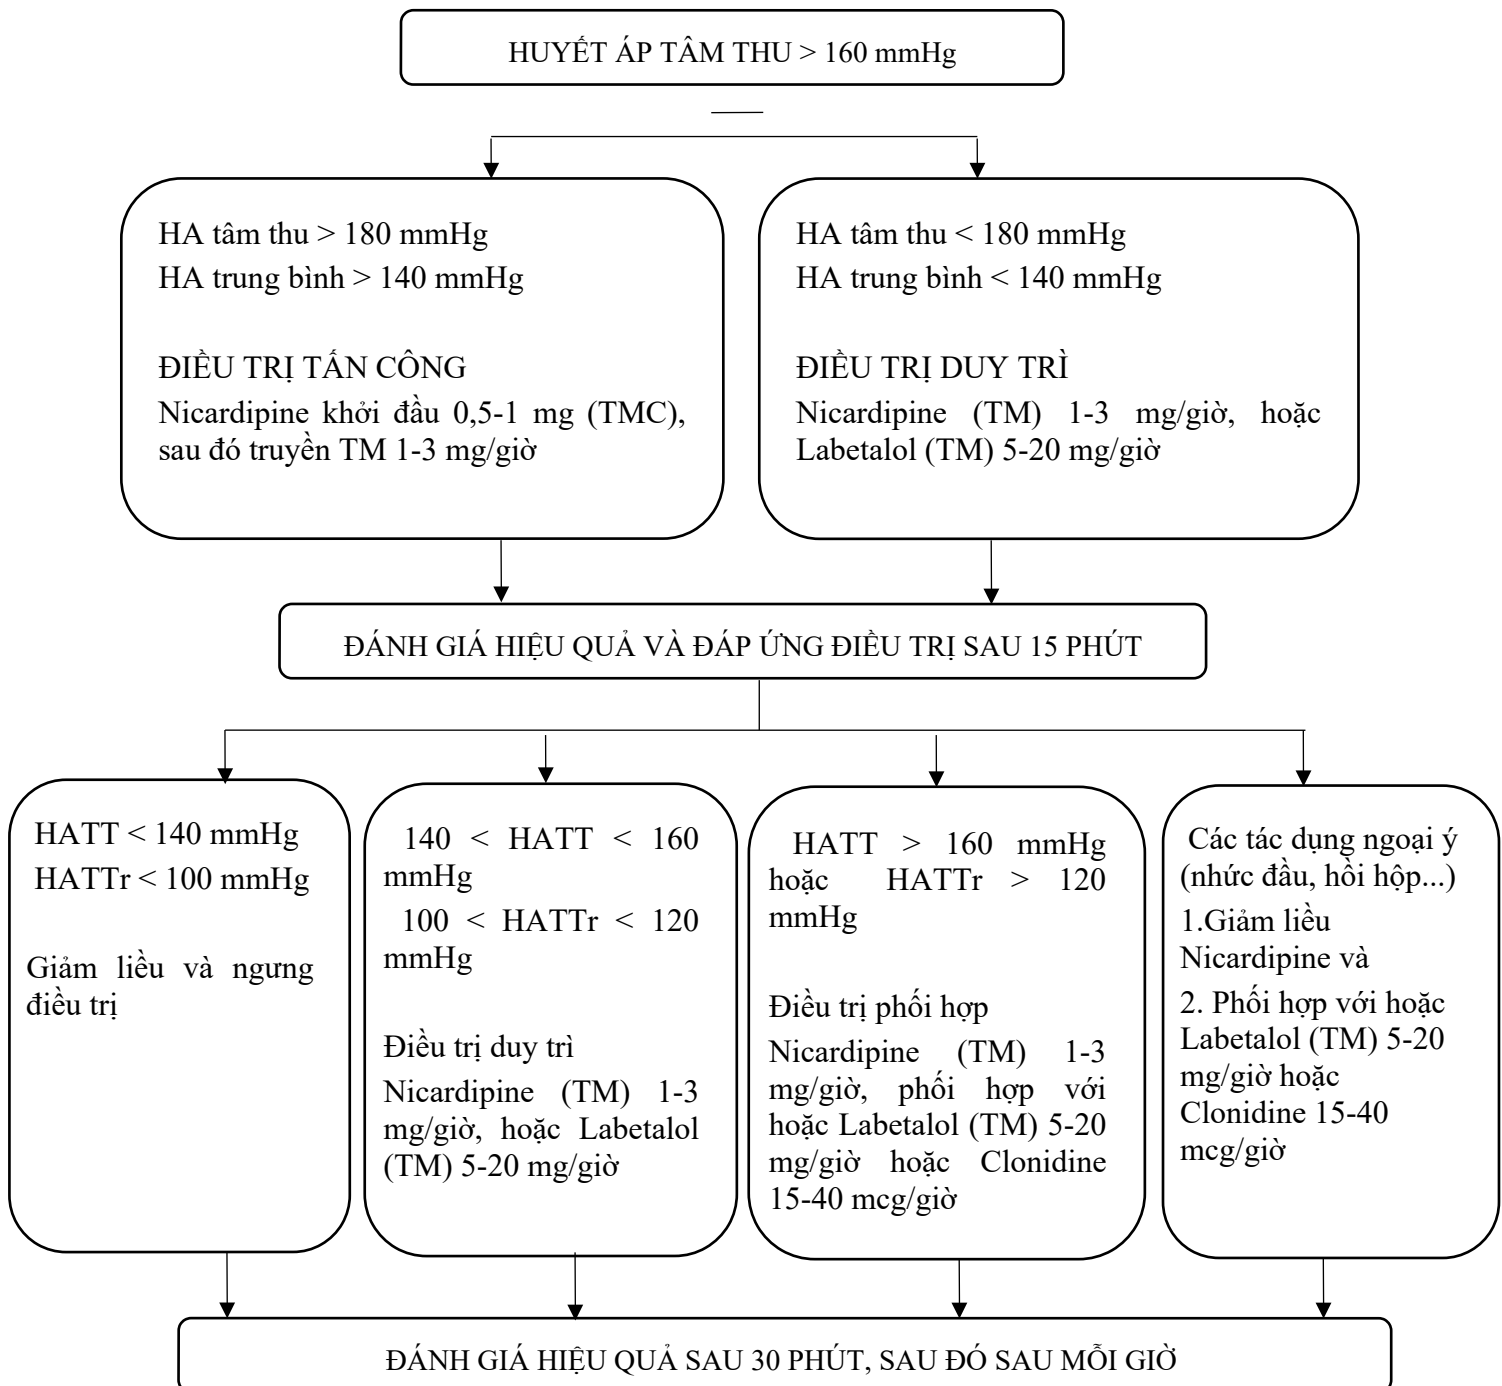 HUYẾT ÁP TÂM THU > 160 mmHg
HA tâm thu > 180 mmHg
HA trung bình > 140 mmHg
ĐIỀU TRỊ TẤN CÔNG
Nicardipine khởi đầu 0,5-1 mg (TMC),
sau đó truyền TM 1-3 mg/giờ
HA tâm thu < 180 mmHg
HA trung bình < 140 mmHg
ĐIỀU TRỊ DUY TRÌ
Nicardipine (TM) 1-3 mg/giờ, hoặc
Labetalol (TM) 5-20 mg/giờ
ĐÁNH GIÁ HIỆU QUẢ VÀ ĐÁP ỨNG ĐIỀU TRỊ SAU 15 PHÚT
HATT < 140 mmHg
HATTr < 100 mmHg
Giảm liều và ngưng
điều trị
140 < HATT < 160
mmHg
100 < HATTr < 120
mmHg
Điều trị duy trì
Nicardipine (TM) 1-3
mg/giờ, hoặc Labetalol
(TM) 5-20 mg/giờ
HATT > 160 mmHg
hoặc HATTr > 120
mmHg
Điều trị phối hợp
Nicardipine (TM) 1-3
mg/giờ, phối hợp với
hoặc Labetalol (TM) 5-20
mg/giờ hoặc Clonidine
15-40 mcg/giờ
Các tác dụng ngoại ý
(nhức đầu, hồi hộp...)
1.Giảm liều
Nicardipine và
2. Phối hợp với hoặc
Labetalol (TM) 5-20
mg/giờ hoặc
Clonidine 15-40
mcg/giờ
ĐÁNH GIÁ HIỆU QUẢ SAU 30 PHÚT, SAU ĐÓ SAU MỖI GIỜ